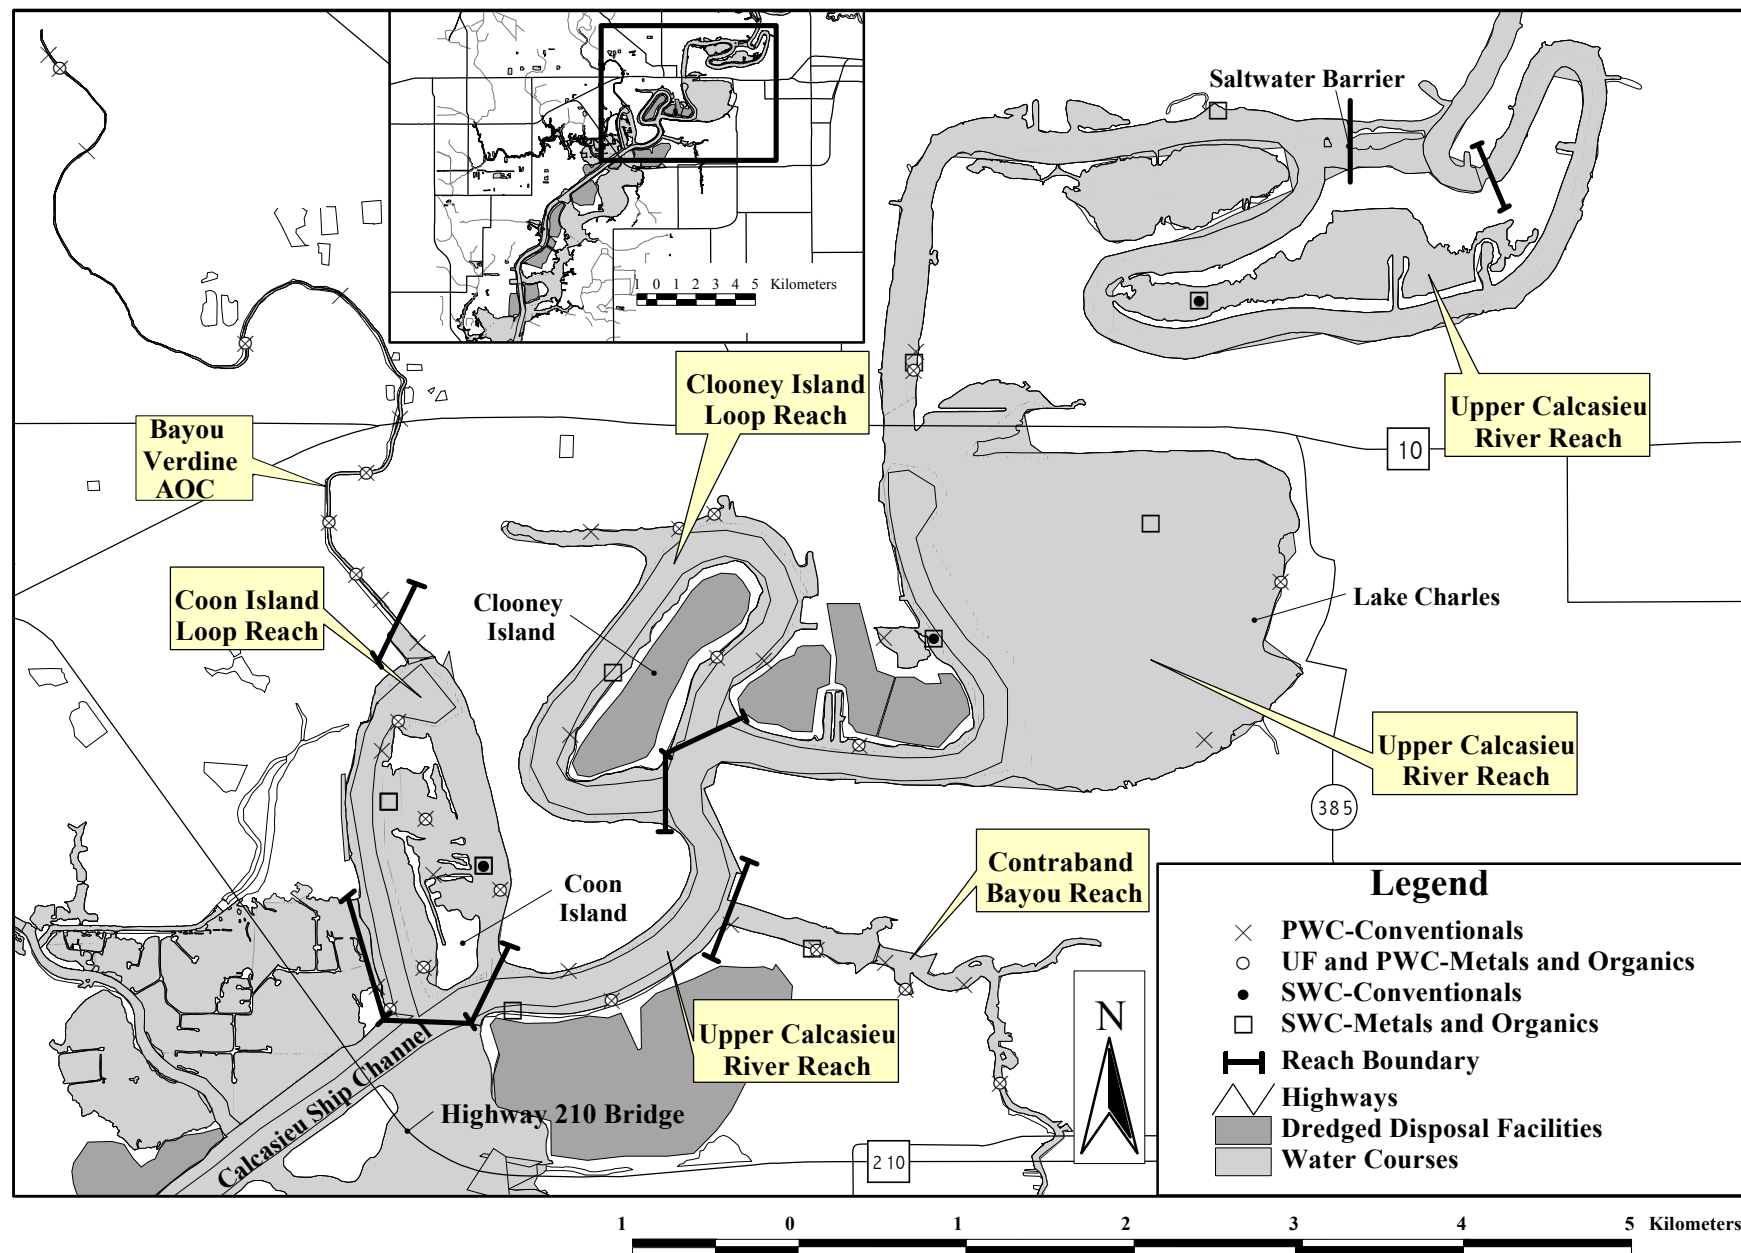 Saltwater Barrier
1 0 1 2 3 4 5 Kilometers
Clooney Island
Loop Reach
Upper Calcasieu
River Reach
Bayou
Verdine
AOC
10
Coon Island
Loop Reach
Clooney
Island
Lake Charles
Upper Calcasieu
River Reach
385
Contraband
Bayou Reach
Coon
Island
Upper Calcasieu
River Reach
Calcasieu Ship Channel
Highway 210 Bridge
210
N
Legend
PWC-Conventionals
UF and PWC-Metals and Organics
SWC-Conventionals
SWC-Metals and Organics
Reach Boundary
Highways
Dredged Disposal Facilities
Water Courses
1 0 1 2 3 4 5 Kilometers